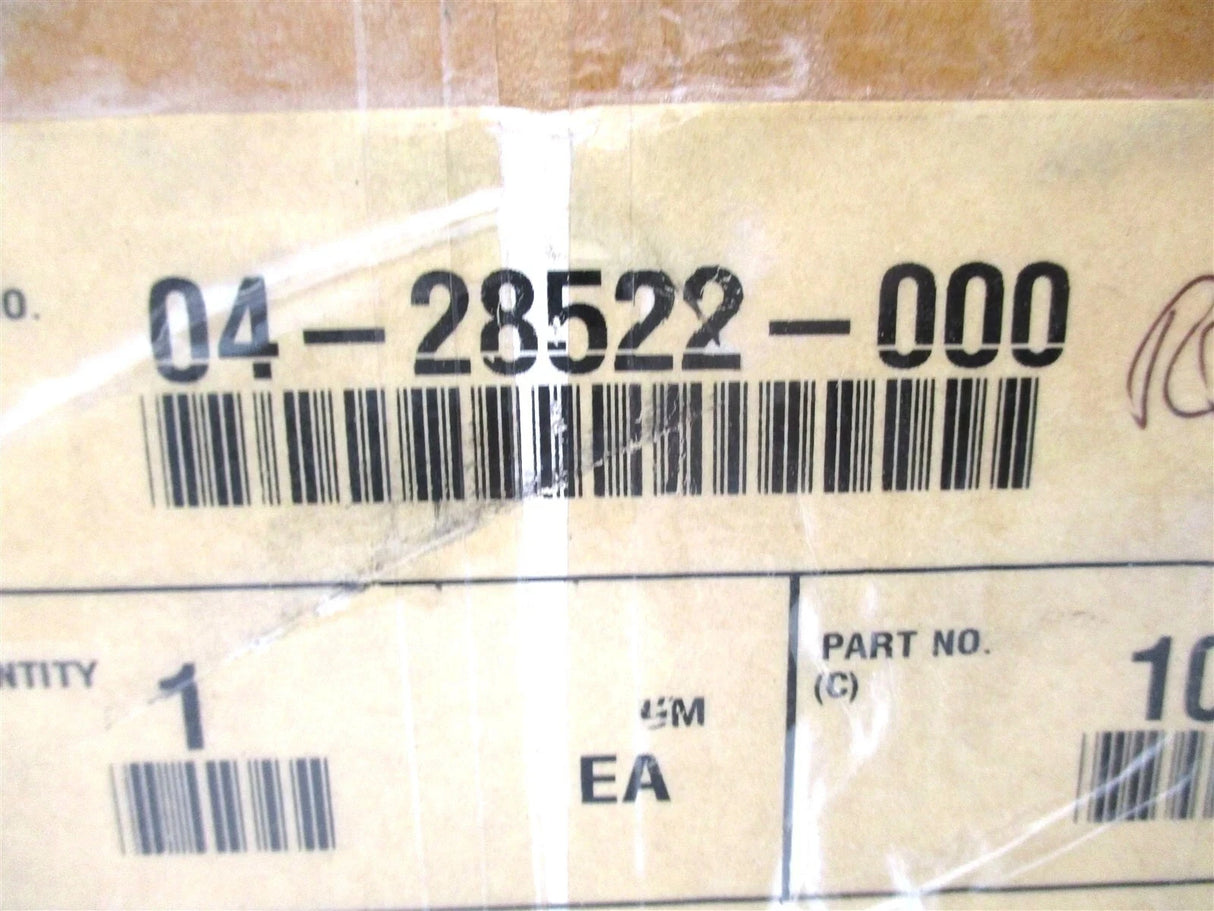 O. 04-28522-000
NTITY 1
UM
EA
PART NO.
(C)
10